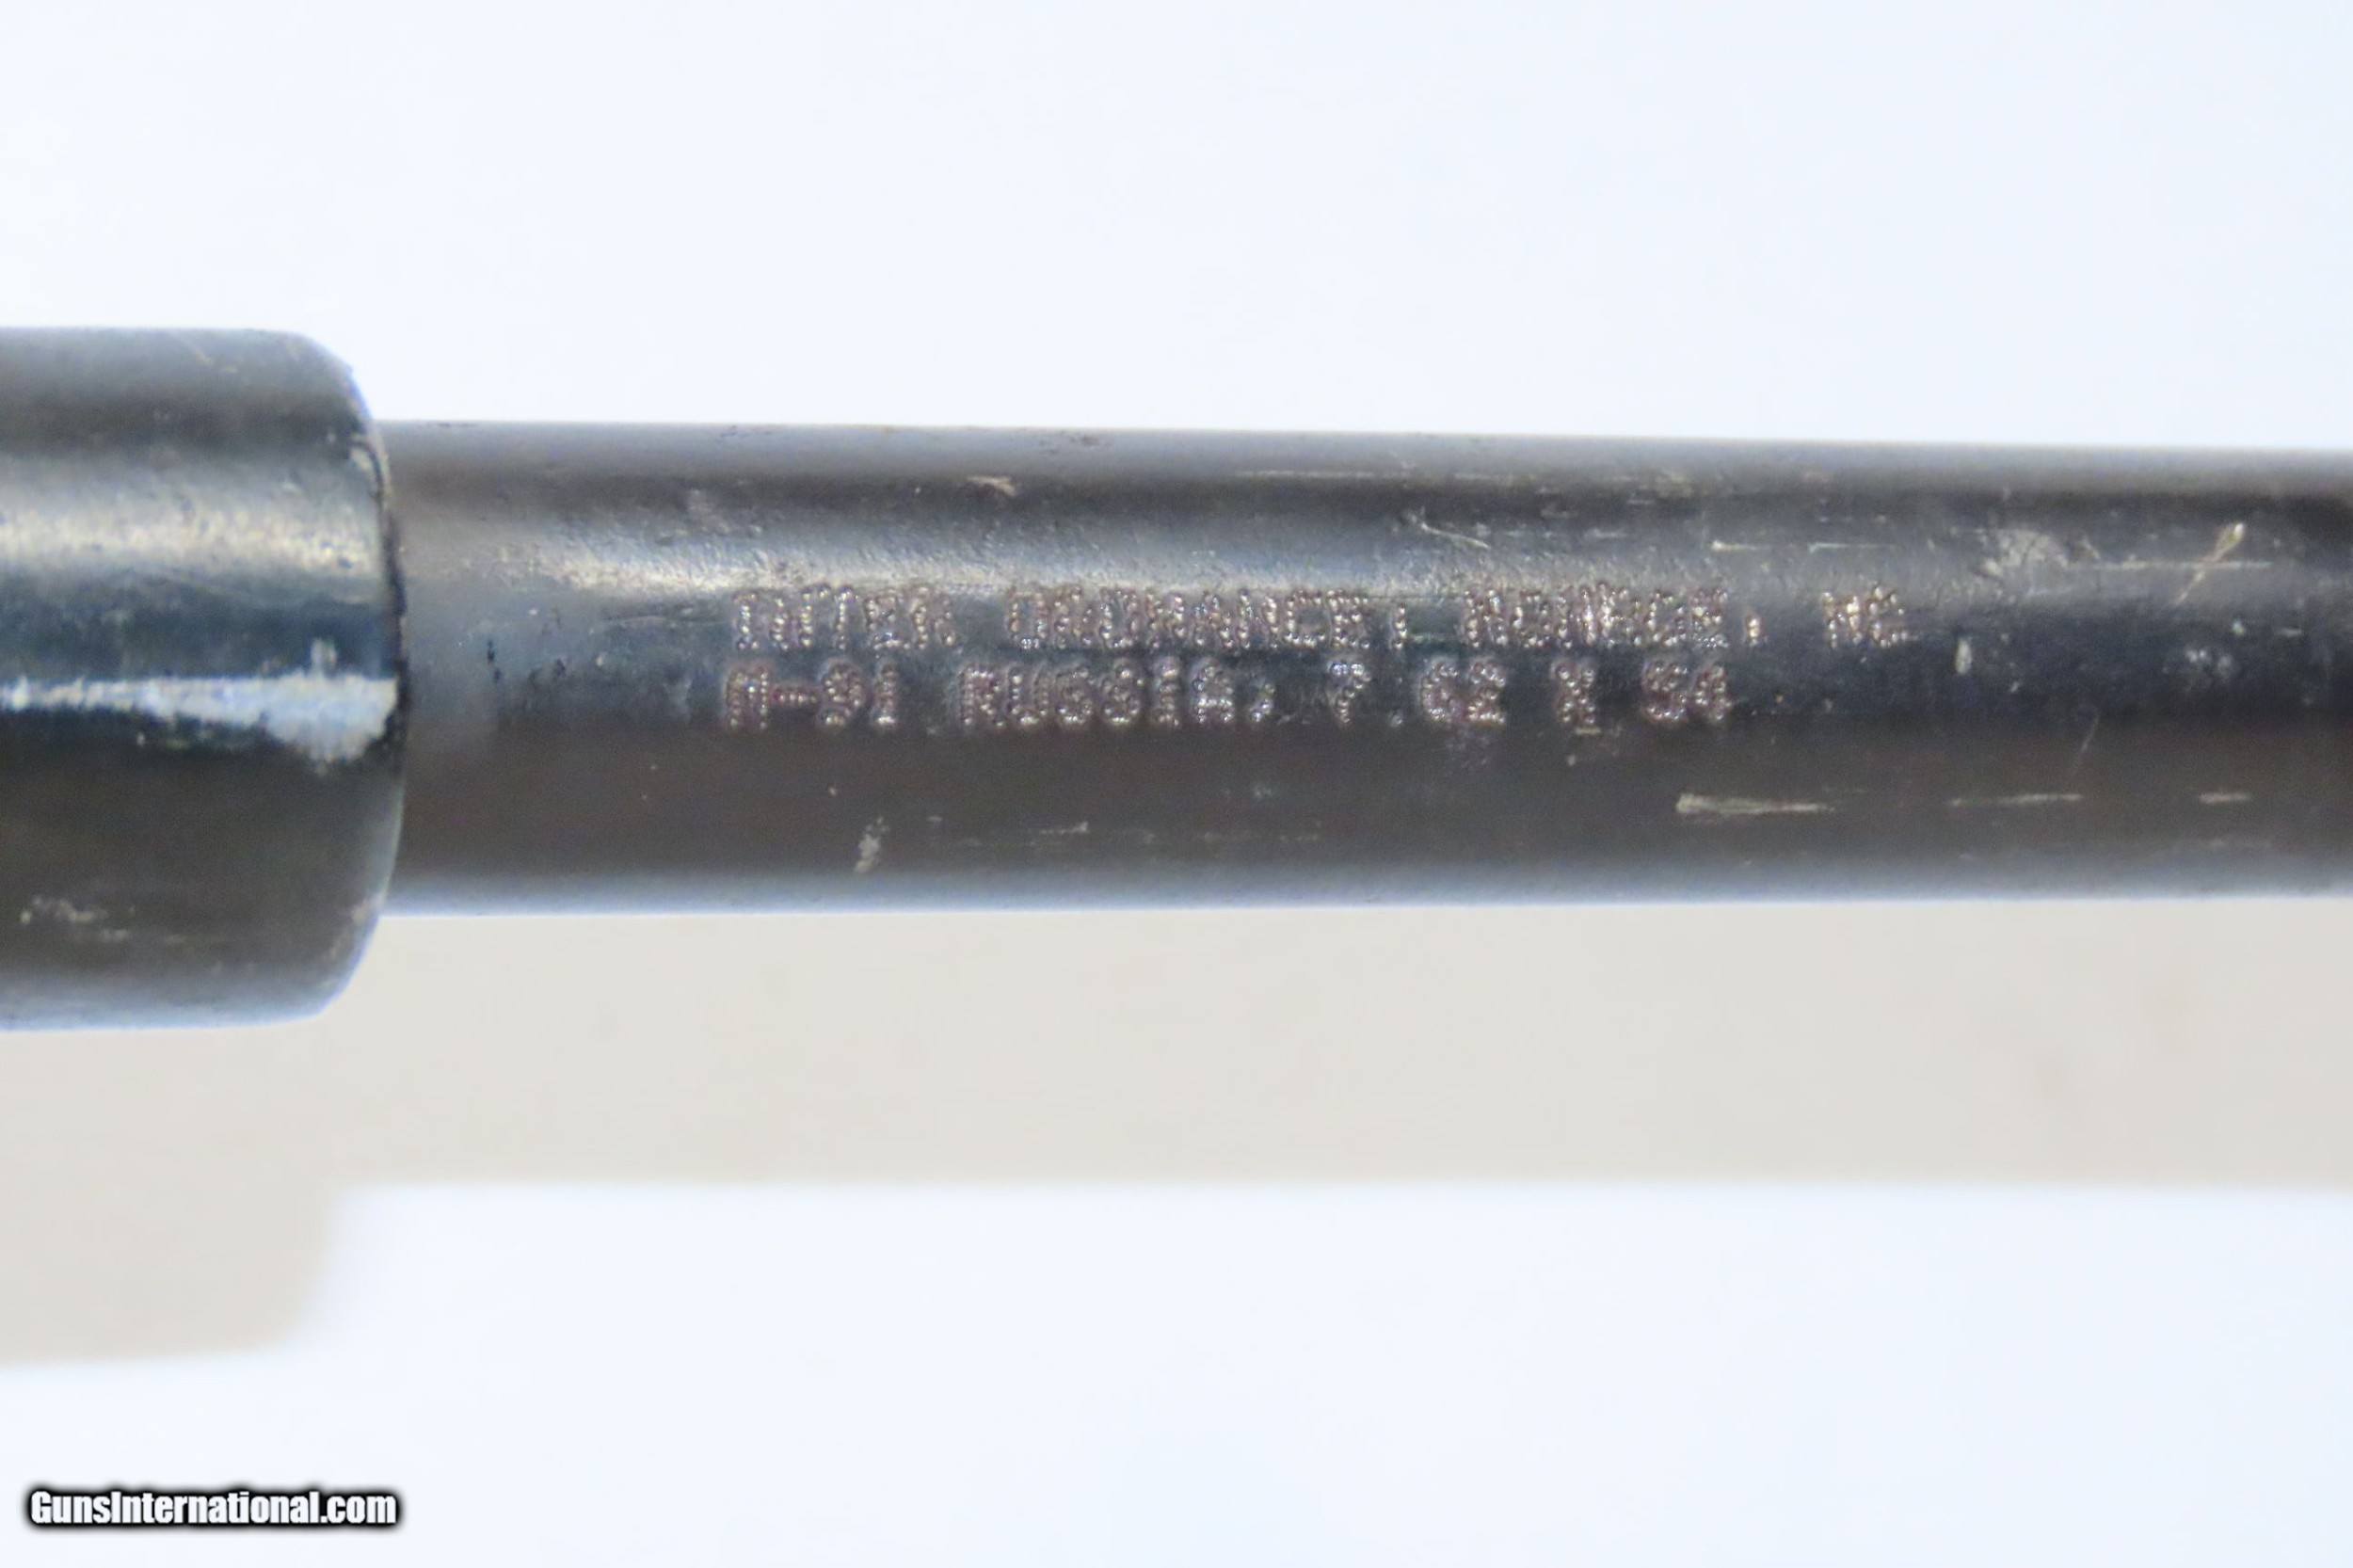 INTER ORDNANCE, MONROE, NC
M-91 RUSSIA, 7.62 X 54
GunsInternational.com